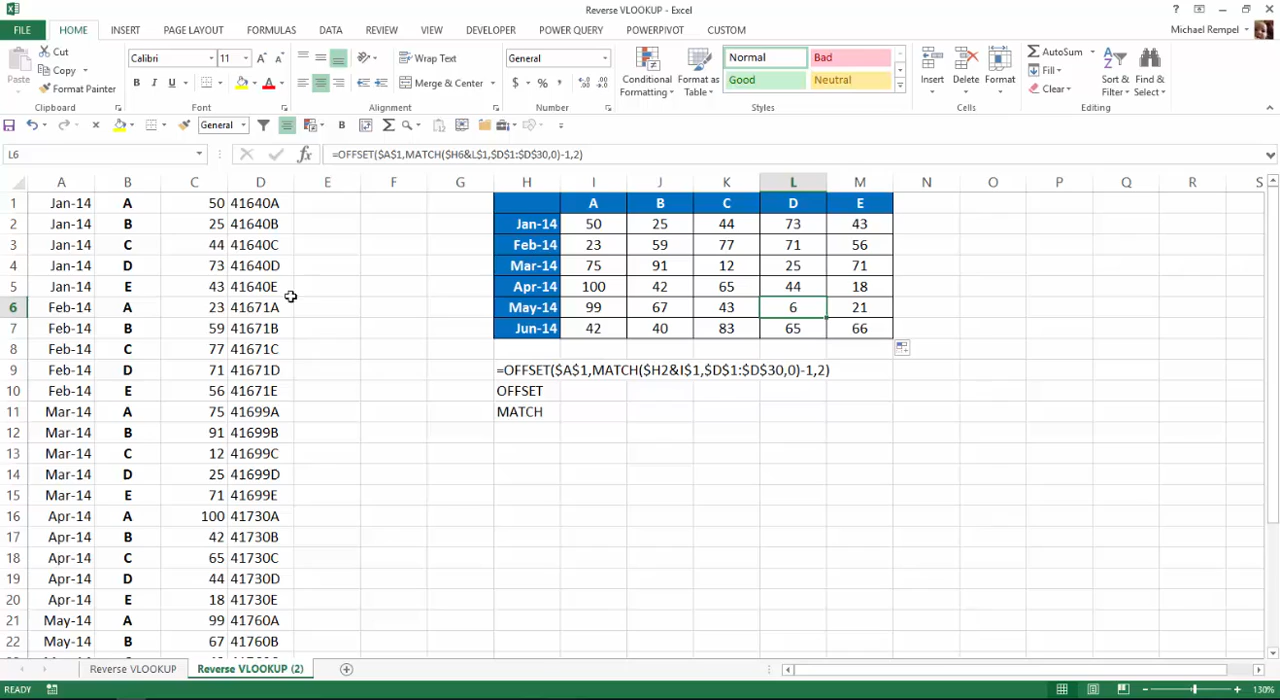 Reverse VLOOKUP - Excel
FILE HOME INSERT PAGE LAYOUT FORMULAS DATA REVIEW VIEW DEVELOPER POWER QUERY POWERPIVOT CUSTOM Michael Rempel
Paste Cut Copy Format Painter
Calibri 11 B I U A A A
Wrap Text Merge & Center
General $ % ,
Conditional Formatting Format as Table
Normal Bad Good Neutral
Insert Delete Format
AutoSum Fill Clear Sort & Filter Find & Select
Clipboard Font Alignment Number Styles Cells Editing
General B
L6 fx =OFFSET($A$1,MATCH($H6&L$1,$D$1:$D$30,0)-1,2)
A B C D E F G H I J K L M N O P Q R S
1 Jan-14 A 50 41640A A B C D E
2 Jan-14 B 25 41640B Jan-14 50 25 44 73 43
3 Jan-14 C 44 41640C Feb-14 23 59 77 71 56
4 Jan-14 D 73 41640D Mar-14 75 91 12 25 71
5 Jan-14 E 43 41640E Apr-14 100 42 65 44 18
6 Feb-14 A 23 41671A May-14 99 67 43 6 21
7 Feb-14 B 59 41671B Jun-14 42 40 83 65 66
8 Feb-14 C 77 41671C
9 Feb-14 D 71 41671D =OFFSET($A$1,MATCH($H2&I$1,$D$1:$D$30,0)-1,2)
10 Feb-14 E 56 41671E OFFSET
11 Mar-14 A 75 41699A MATCH
12 Mar-14 B 91 41699B
13 Mar-14 C 12 41699C
14 Mar-14 D 25 41699D
15 Mar-14 E 71 41699E
16 Apr-14 A 100 41730A
17 Apr-14 B 42 41730B
18 Apr-14 C 65 41730C
19 Apr-14 D 44 41730D
20 Apr-14 E 18 41730E
21 May-14 A 99 41760A
22 May-14 B 67 41760B
Reverse VLOOKUP Reverse VLOOKUP (2)
READY 130%